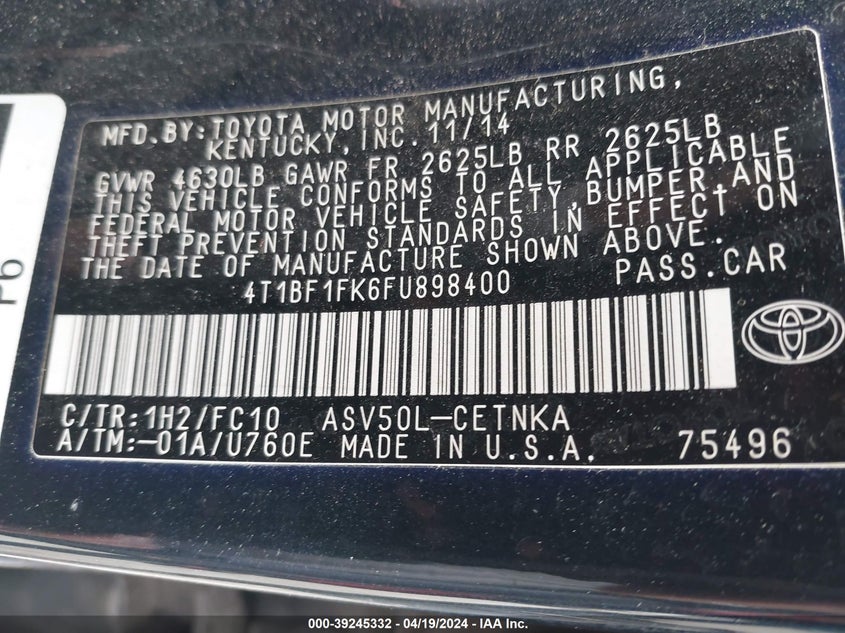 MFD.BY:TOYOTA MOTOR MANUFACTURING,
KENTUCKY,INC.11/14
GVWR 4630LB GAWR FR 2625LB RR 2625LB
THIS VEHICLE CONFORMS TO ALL APPLICABLE
FEDERAL MOTOR VEHICLE SAFETY,BUMPER,AND
THEFT PREVENTION STANDARDS IN EFFECT ON
THE DATE OF MANUFACTURE SHOWN ABOVE.
4T1BF1FK6FU898400 PASS.CAR
C/TR:1H2/FC10 ASV50L-CETNKA
A/TM:-01A/U760E MADE IN U.S.A. 75496
000-39245332 - 04/19/2024 - IAA Inc.